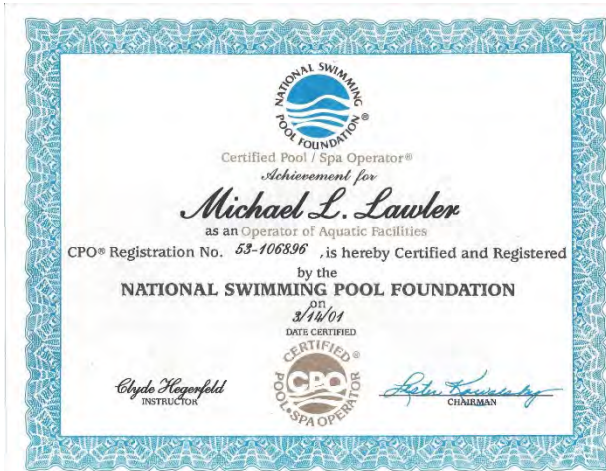 NATIONAL SWIMMING
POOL FOUNDATION®
Certified Pool / Spa Operator®
Achievement for
Michael L. Lawler
as an Operator of Aquatic Facilities
CPO® Registration No. 53-106896 , is hereby Certified and Registered
by the
NATIONAL SWIMMING POOL FOUNDATION
on
3/14/01
DATE CERTIFIED
CERTIFIED®
CPO
POOL•SPA OPERATOR
Clyde Hegerfeld
INSTRUCTOR
Lester Kowalsky
CHAIRMAN